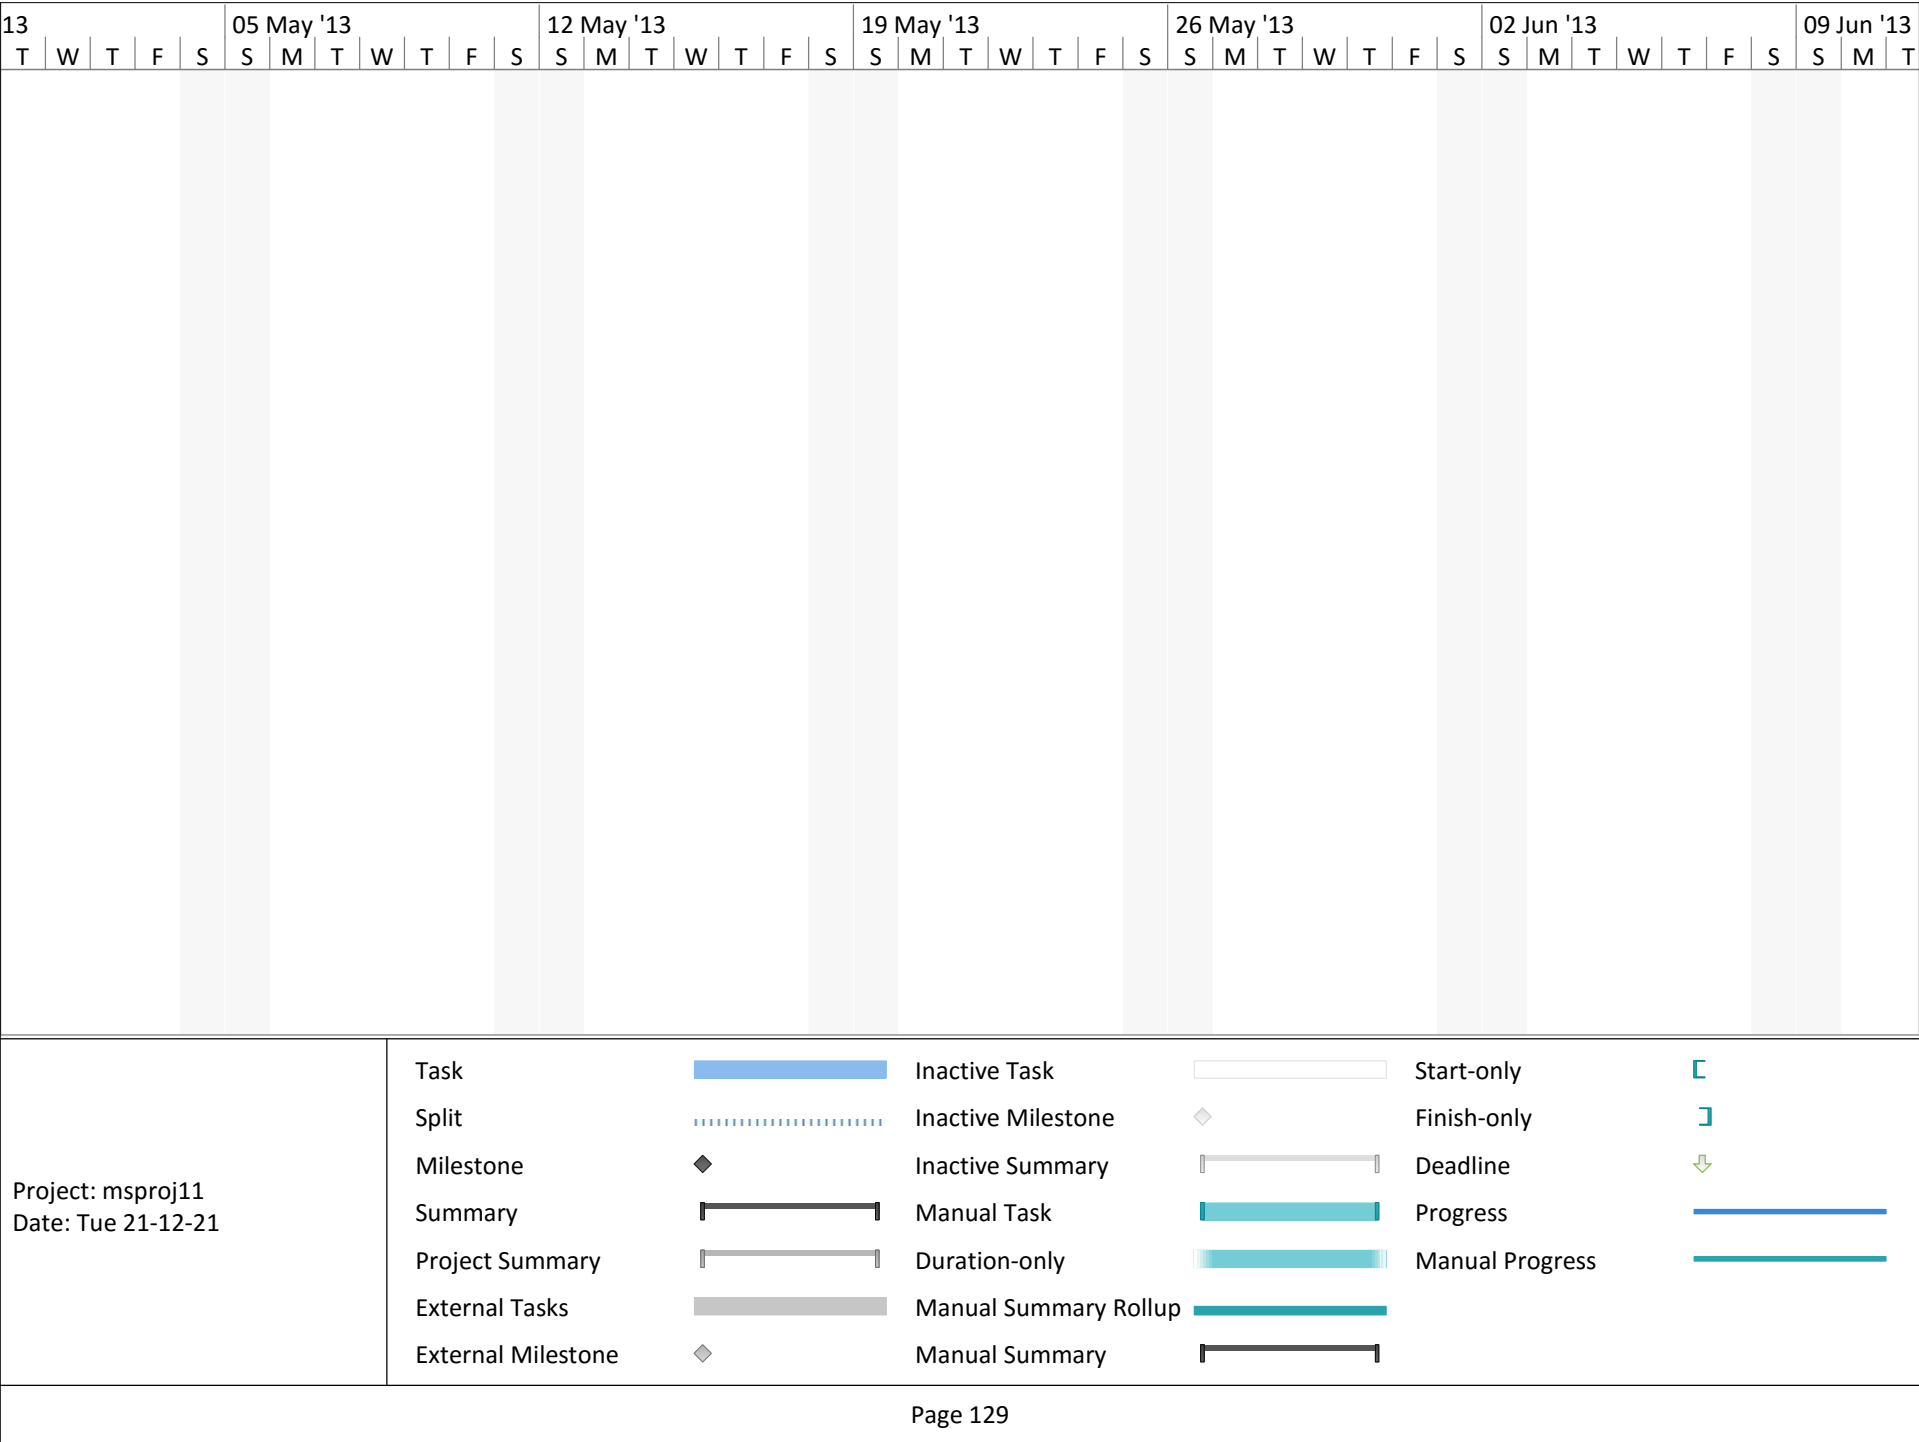 13 05 May '13 12 May '13 19 May '13 26 May '13 02 Jun '13 09 Jun '13
T W T F S S M T W T F S S M T W T F S S M T W T F S S M T W T F S S M T W T F S S M T
Task
Split
Milestone
Summary
Project Summary
External Tasks
External Milestone
Inactive Task
Inactive Milestone
Inactive Summary
Manual Task
Duration-only
Manual Summary Rollup
Manual Summary
Start-only
Finish-only
Deadline
Progress
Manual Progress
Project: msproj11
Date: Tue 21-12-21
Page 129